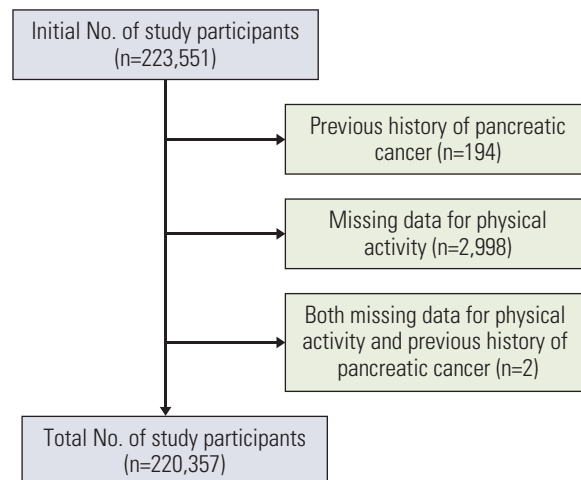 Initial No. of study participants
(n=223,551)
Previous history of pancreatic
cancer (n=194)
Missing data for physical
activity (n=2,998)
Both missing data for physical
activity and previous history of
pancreatic cancer (n=2)
Total No. of study participants
(n=220,357)